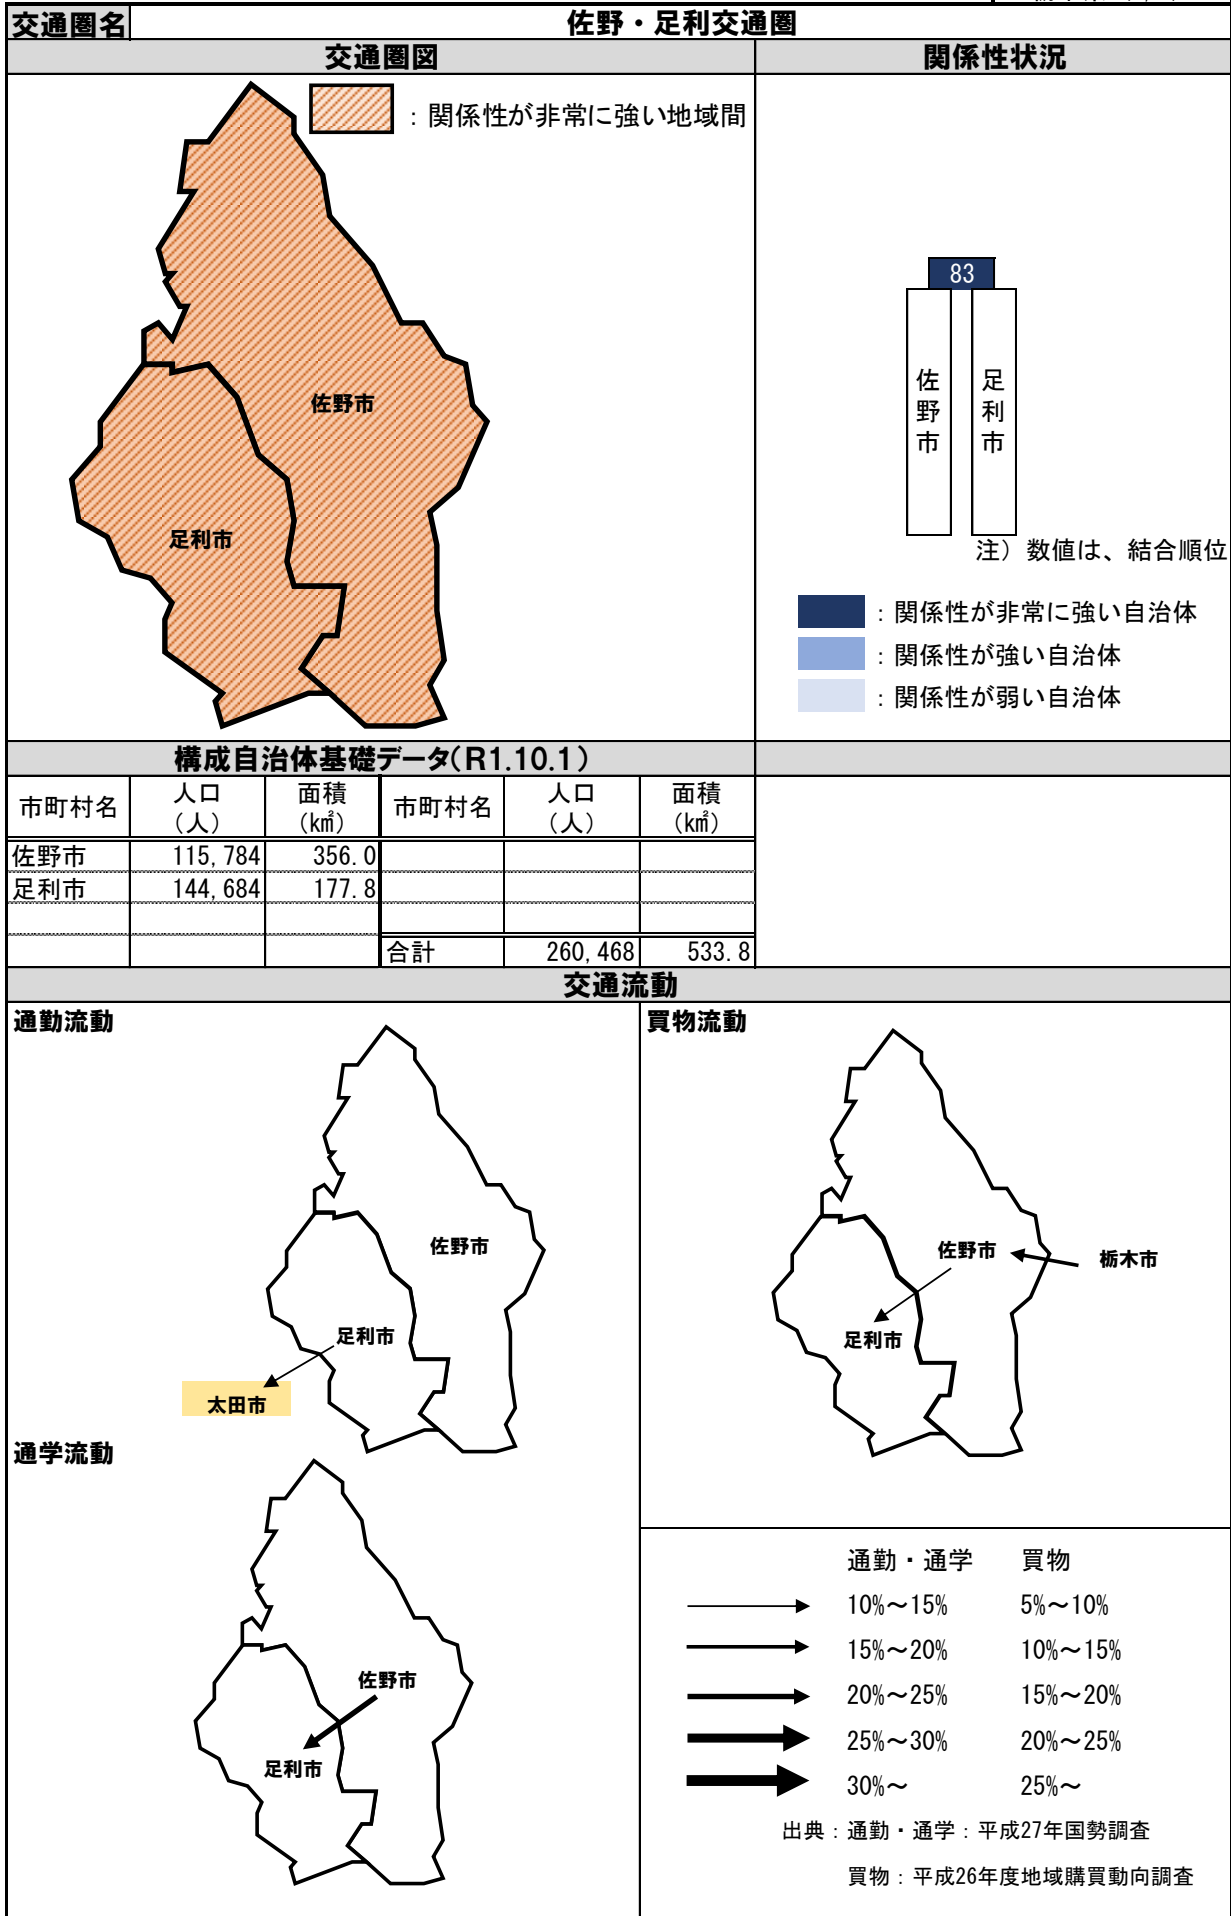 交通圏名
佐野・足利交通圏
交通圏図
関係性状況
：関係性が非常に強い地域間
佐野市
足利市
83
佐野市
足利市
注）数値は、結合順位
：関係性が非常に強い自治体
：関係性が強い自治体
：関係性が弱い自治体
構成自治体基礎データ(R1.10.1)
市町村名 人口（人） 面積（k㎡） 市町村名 人口（人） 面積（k㎡）
佐野市 115,784 356.0
足利市 144,684 177.8
合計 260,468 533.8
交通流動
通勤流動
佐野市
足利市
太田市
買物流動
佐野市
栃木市
足利市
通学流動
佐野市
足利市
通勤・通学 買物
10%～15% 5%～10%
15%～20% 10%～15%
20%～25% 15%～20%
25%～30% 20%～25%
30%～ 25%～
出典：通勤・通学：平成27年国勢調査
買物：平成26年度地域購買動向調査